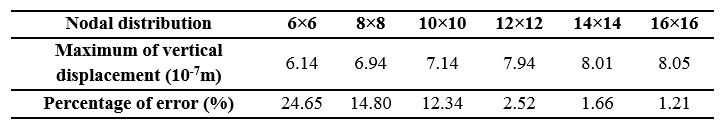 Nodal distribution 6×6 8×8 10×10 12×12 14×14 16×16
Maximum of vertical
displacement (10⁻⁷m) 6.14 6.94 7.14 7.94 8.01 8.05
Percentage of error (%) 24.65 14.80 12.34 2.52 1.66 1.21